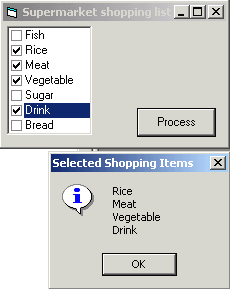 Supermarket shopping list
Fish
Rice
Meat
Vegetable
Sugar
Drink
Bread
Process
Selected Shopping Items
Rice
Meat
Vegetable
Drink
OK